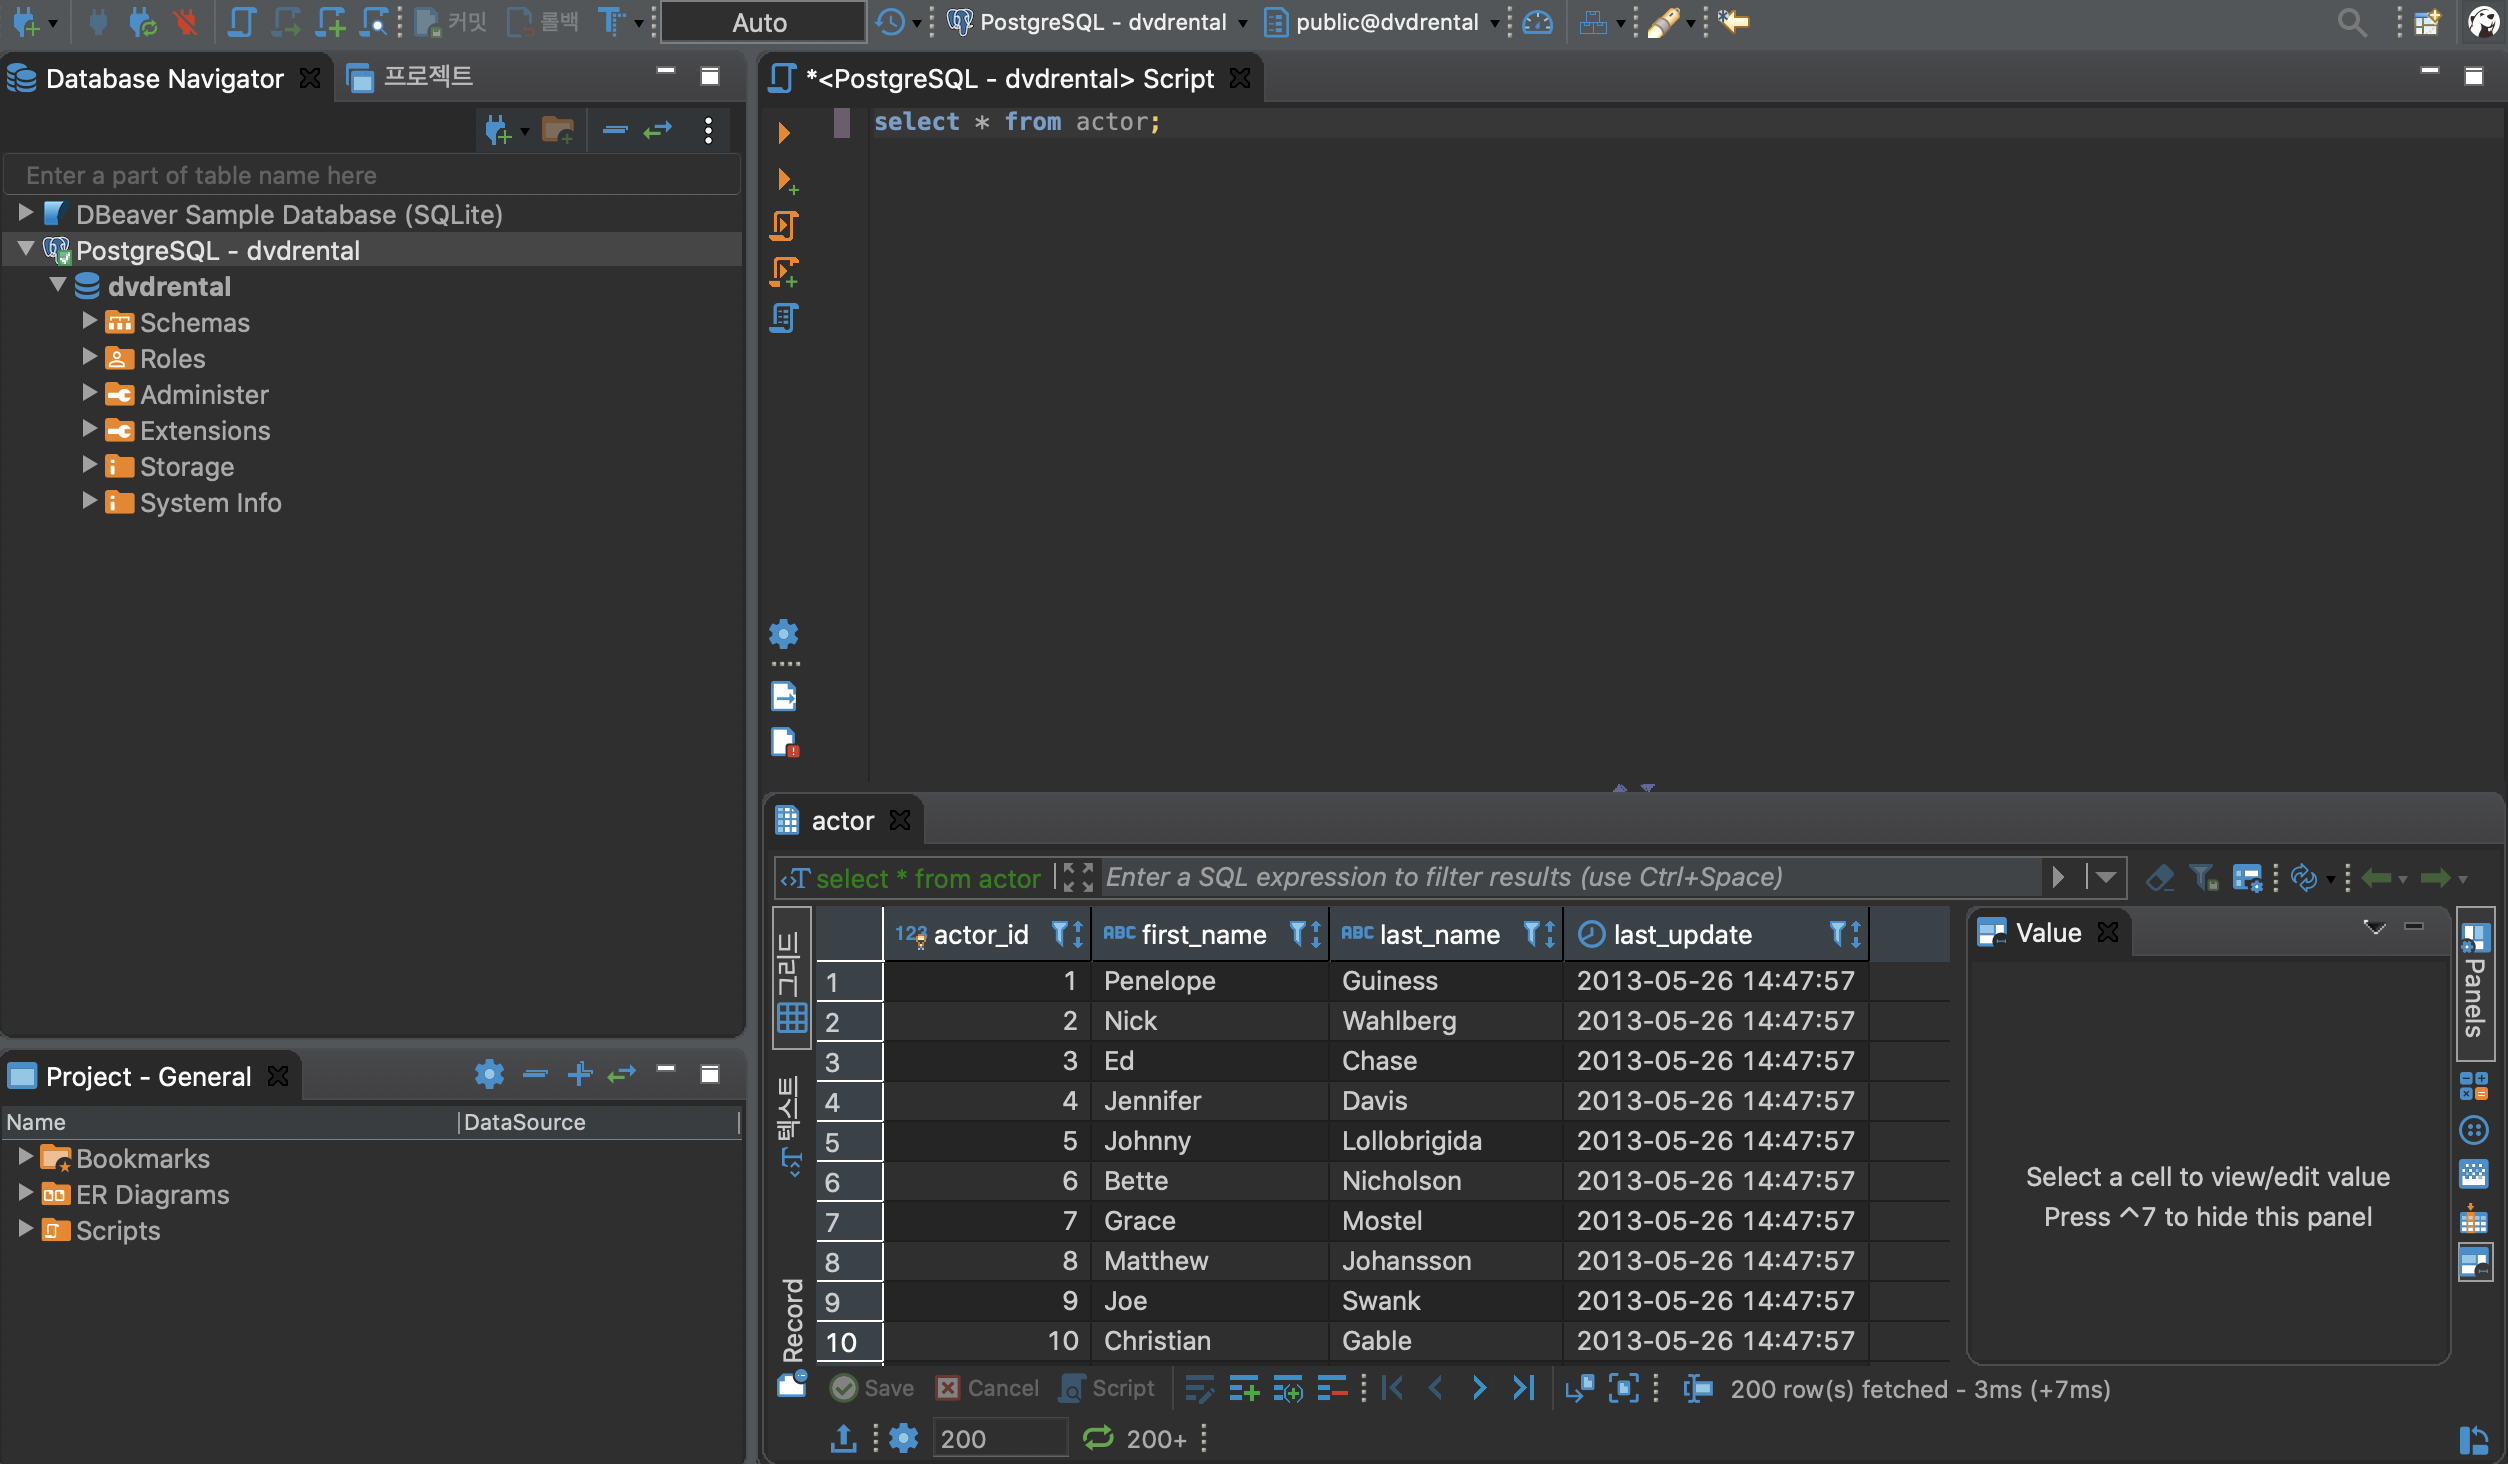 커밋 롤백 Auto PostgreSQL - dvdrental public@dvdrental
Database Navigator 프로젝트
Enter a part of table name here
DBeaver Sample Database (SQLite)
PostgreSQL - dvdrental
dvdrental
Schemas
Roles
Administer
Extensions
Storage
System Info
Project - General
Name DataSource
Bookmarks
ER Diagrams
Scripts
*<PostgreSQL - dvdrental> Script
select * from actor;
actor
select * from actor Enter a SQL expression to filter results (use Ctrl+Space)
그리드
텍스트
Record
123 actor_id ABC first_name ABC last_name last_update
1 1 Penelope Guiness 2013-05-26 14:47:57
2 2 Nick Wahlberg 2013-05-26 14:47:57
3 3 Ed Chase 2013-05-26 14:47:57
4 4 Jennifer Davis 2013-05-26 14:47:57
5 5 Johnny Lollobrigida 2013-05-26 14:47:57
6 6 Bette Nicholson 2013-05-26 14:47:57
7 7 Grace Mostel 2013-05-26 14:47:57
8 8 Matthew Johansson 2013-05-26 14:47:57
9 9 Joe Swank 2013-05-26 14:47:57
10 10 Christian Gable 2013-05-26 14:47:57
Value
Select a cell to view/edit value
Press ^7 to hide this panel
Panels
Save Cancel Script 200 row(s) fetched - 3ms (+7ms)
200 200+